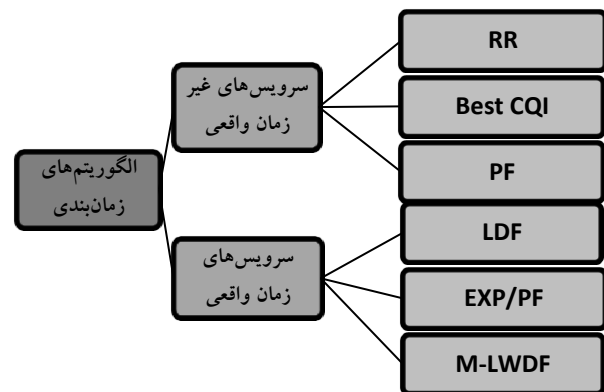 الگوریتم‌های
زمان‌بندی
سرویس‌های غیر
زمان واقعی
RR
Best CQI
PF
سرویس‌های
زمان واقعی
LDF
EXP/PF
M-LWDF